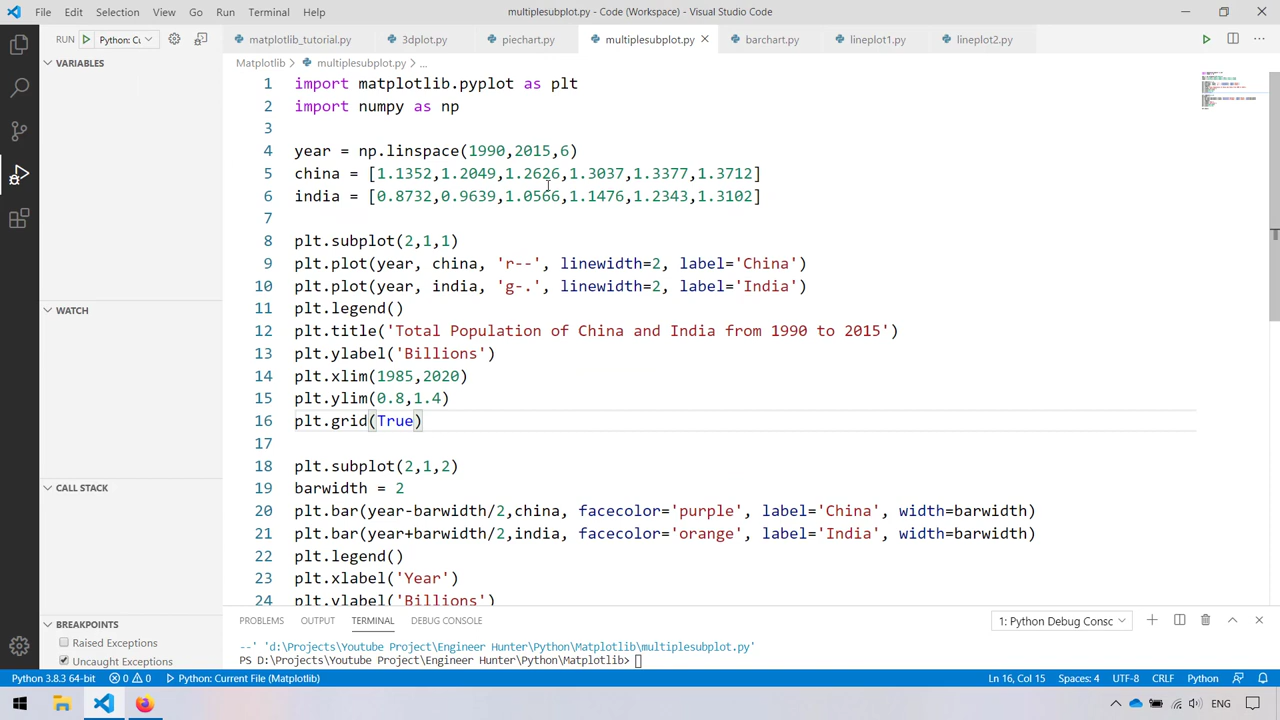 File Edit Selection View Go Run Terminal Help
multiplesubplot.py - Code (Workspace) - Visual Studio Code
RUN Python: Cu
matplotlib_tutorial.py 3dplot.py piechart.py multiplesubplot.py barchart.py lineplot1.py lineplot2.py
VARIABLES
Matplotlib > multiplesubplot.py > ...
1 import matplotlib.pyplot as plt
2 import numpy as np
3
4 year = np.linspace(1990,2015,6)
5 china = [1.1352,1.2049,1.2626,1.3037,1.3377,1.3712]
6 india = [0.8732,0.9639,1.0566,1.1476,1.2343,1.3102]
7
8 plt.subplot(2,1,1)
9 plt.plot(year, china, 'r--', linewidth=2, label='China')
10 plt.plot(year, india, 'g-.', linewidth=2, label='India')
11 plt.legend()
12 plt.title('Total Population of China and India from 1990 to 2015')
13 plt.ylabel('Billions')
14 plt.xlim(1985,2020)
15 plt.ylim(0.8,1.4)
16 plt.grid(True)
17
18 plt.subplot(2,1,2)
19 barwidth = 2
20 plt.bar(year-barwidth/2,china, facecolor='purple', label='China', width=barwidth)
21 plt.bar(year+barwidth/2,india, facecolor='orange', label='India', width=barwidth)
22 plt.legend()
23 plt.xlabel('Year')
24 plt.ylabel('Billions')
WATCH
CALL STACK
BREAKPOINTS
Raised Exceptions
Uncaught Exceptions
PROBLEMS OUTPUT TERMINAL DEBUG CONSOLE
1: Python Debug Consc
--' 'd:\Projects\Youtube Project\Engineer Hunter\Python\Matplotlib\multiplesubplot.py'
PS D:\Projects\Youtube Project\Engineer Hunter\Python\Matplotlib>
Python 3.8.3 64-bit 0 0 Python: Current File (Matplotlib)
Ln 16, Col 15 Spaces: 4 UTF-8 CRLF Python
ENG